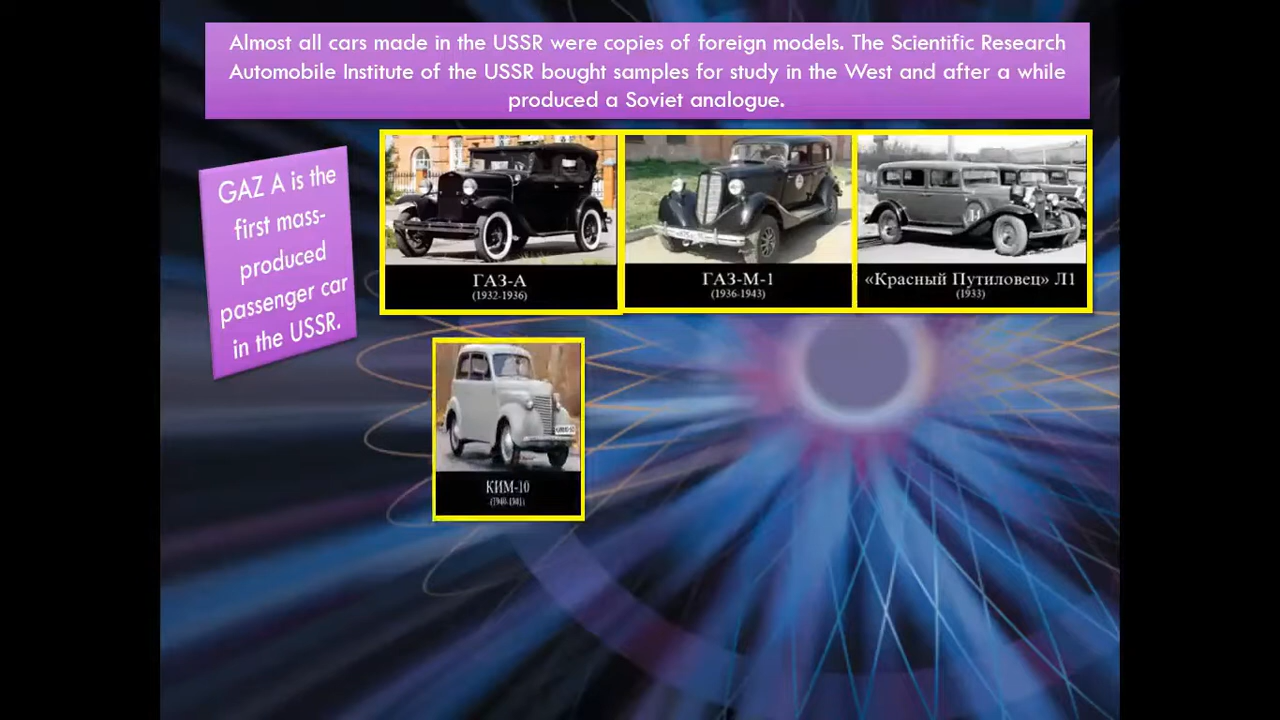 Almost all cars made in the USSR were copies of foreign models. The Scientific Research
Automobile Institute of the USSR bought samples for study in the West and after a while
produced a Soviet analogue.
GAZ A is the
first mass-
produced
passenger car
in the USSR.
ГАЗ-А
(1932-1936)
ГАЗ-М-1
(1936-1943)
«Красный Путиловец» Л1
(1933)
КИМ-10
(1940-1941)